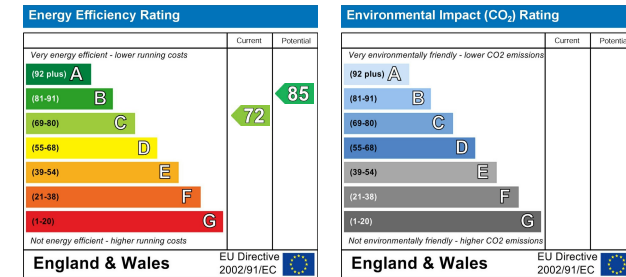 Energy Efficiency Rating
Current Potential
Very energy efficient - lower running costs
(92 plus) A
(81-91) B
(69-80) C
(55-68) D
(39-54) E
(21-38) F
(1-20) G
72
85
Not energy efficient - higher running costs
England & Wales
EU Directive
2002/91/EC
Environmental Impact (CO₂) Rating
Current Potential
Very environmentally friendly - lower CO2 emissions
(92 plus) A
(81-91) B
(69-80) C
(55-68) D
(39-54) E
(21-38) F
(1-20) G
Not environmentally friendly - higher CO2 emissions
England & Wales
EU Directive
2002/91/EC